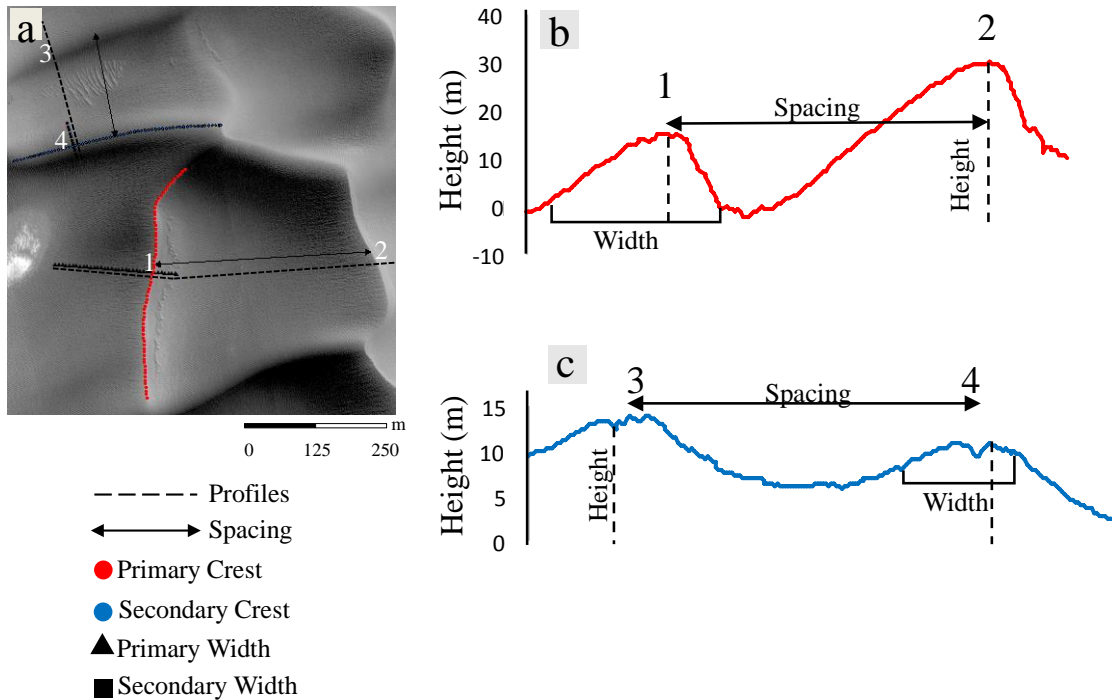 a
3
4
1
2
m
0 125 250
Profiles
Spacing
Primary Crest
Secondary Crest
Primary Width
Secondary Width
b
Height (m)
40
30
20
10
0
-10
1
2
Spacing
Height
Width
c
Height (m)
15
10
5
0
3
4
Spacing
Height
Width